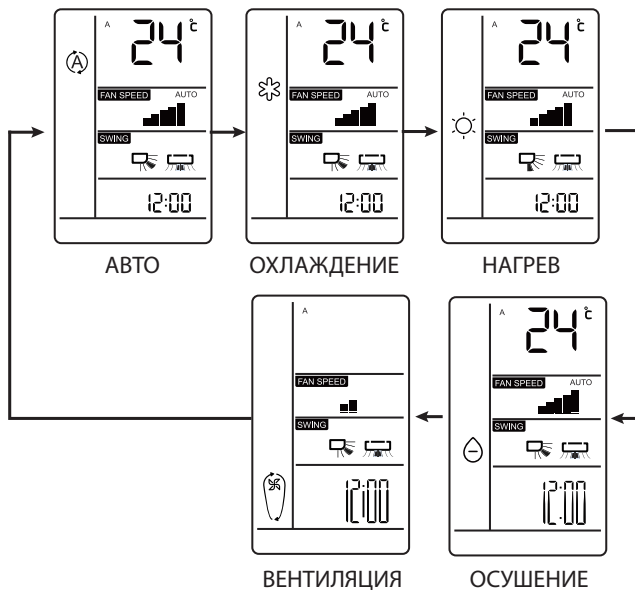 A 24 °C
FAN SPEED AUTO
SWING
12:00
АВТО
A 24 °C
FAN SPEED AUTO
SWING
12:00
ОХЛАЖДЕНИЕ
A 24 °C
FAN SPEED AUTO
SWING
12:00
НАГРЕВ
A
FAN SPEED
SWING
12:00
ВЕНТИЛЯЦИЯ
A 24 °C
FAN SPEED AUTO
SWING
12:00
ОСУШЕНИЕ